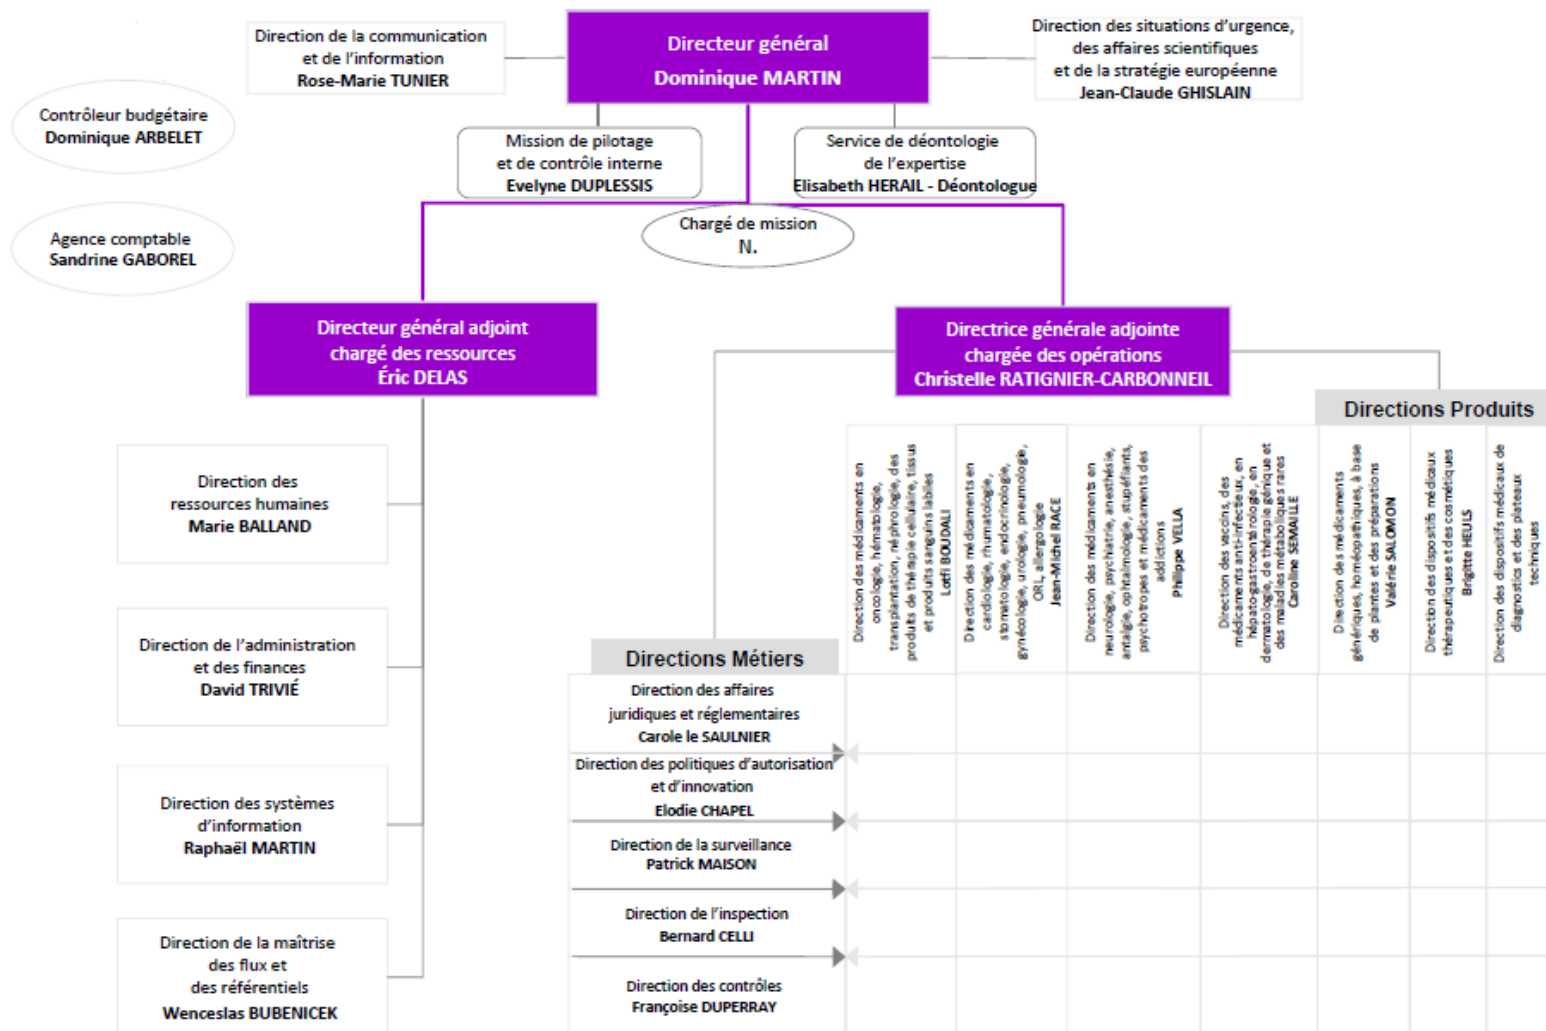 Direction de la communication
et de l'information
Rose-Marie TUNIER
Directeur général
Dominique MARTIN
Direction des situations d'urgence,
des affaires scientifiques
et de la stratégie européenne
Jean-Claude GHISLAIN
Contrôleur budgétaire
Dominique ARBELET
Mission de pilotage
et de contrôle interne
Evelyne DUPLESSIS
Service de déontologie
de l'expertise
Elisabeth HERAIL - Déontologue
Agence comptable
Sandrine GABOREL
Chargé de mission
N.
Directeur général adjoint
chargé des ressources
Éric DELAS
Directrice générale adjointe
chargée des opérations
Christelle RATIGNIER-CARBONNEIL
Direction des
ressources humaines
Marie BALLAND
Direction de l'administration
et des finances
David TRIVIÉ
Direction des systèmes
d'information
Raphaël MARTIN
Direction de la maîtrise
des flux et
des référentiels
Wenceslas BUBENICEK
Directions Produits
Direction des médicaments en
oncologie, hématologie,
transplantation, néphrologie, des
produits de thérapie cellulaire, tissus
et produits sanguins labiles
Lotfi BOUDALI
Direction des médicaments en
cardiologie, rhumatologie,
stomatologie, endocrinologie,
gynécologie, urologie, pneumologie,
ORL, allergologie
Jean-Michel RACE
Direction des médicaments en
neurologie, psychiatrie, anesthésie,
antalgie, ophtalmologie, stupéfiants,
psychotropes et médicaments des
addictions
Philippe VELLA
Direction des vaccins, des
médicaments anti-infectieux, en
hépato-gastroentérologie, en
dermatologie, de thérapie génique et
des maladies métaboliques rares
Caroline SEMAILLE
Direction des médicaments
génériques, homéopathiques, à base
de plantes et des préparations
Valérie SALOMON
Direction des dispositifs médicaux
thérapeutiques et des cosmétiques
Brigitte HEULS
Direction des dispositifs médicaux de
diagnostics et des plateaux
techniques
Directions Métiers
Direction des affaires
juridiques et réglementaires
Carole le SAULNIER
Direction des politiques d'autorisation
et d'innovation
Elodie CHAPEL
Direction de la surveillance
Patrick MAISON
Direction de l'inspection
Bernard CELLI
Direction des contrôles
Françoise DUPERRAY